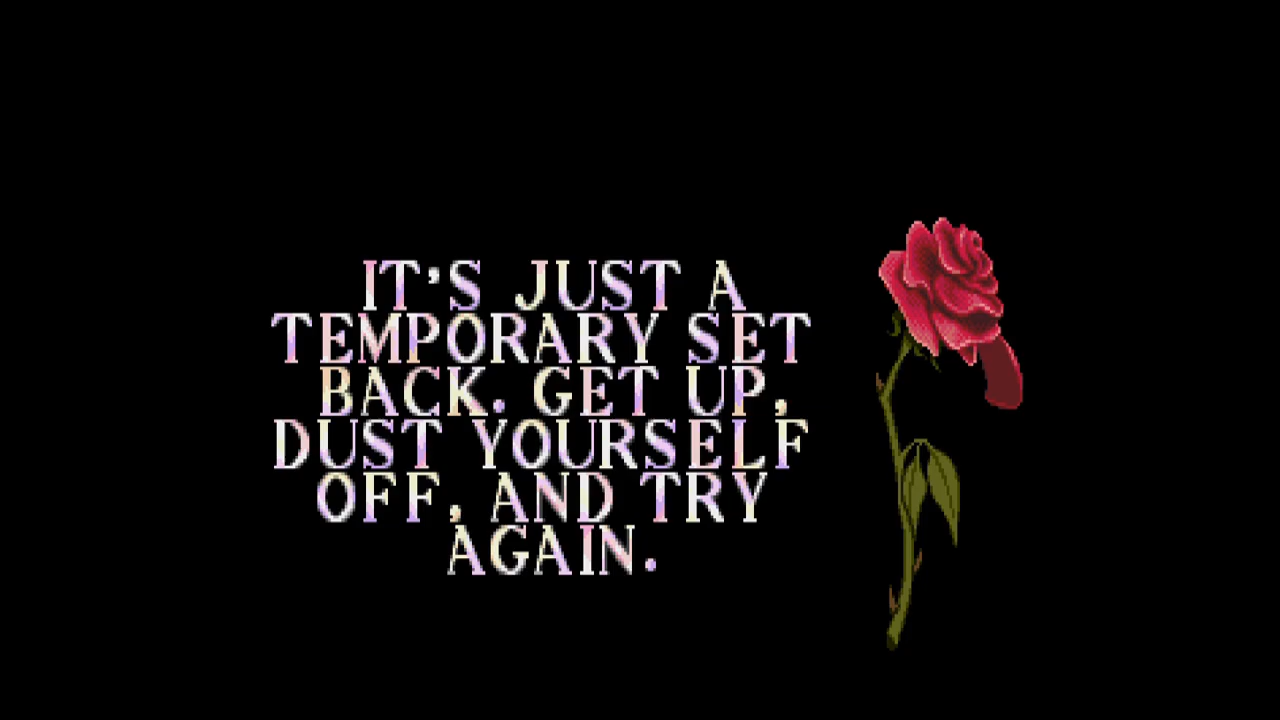 IT'S JUST A
TEMPORARY SET
BACK. GET UP,
DUST YOURSELF
OFF, AND TRY
AGAIN.